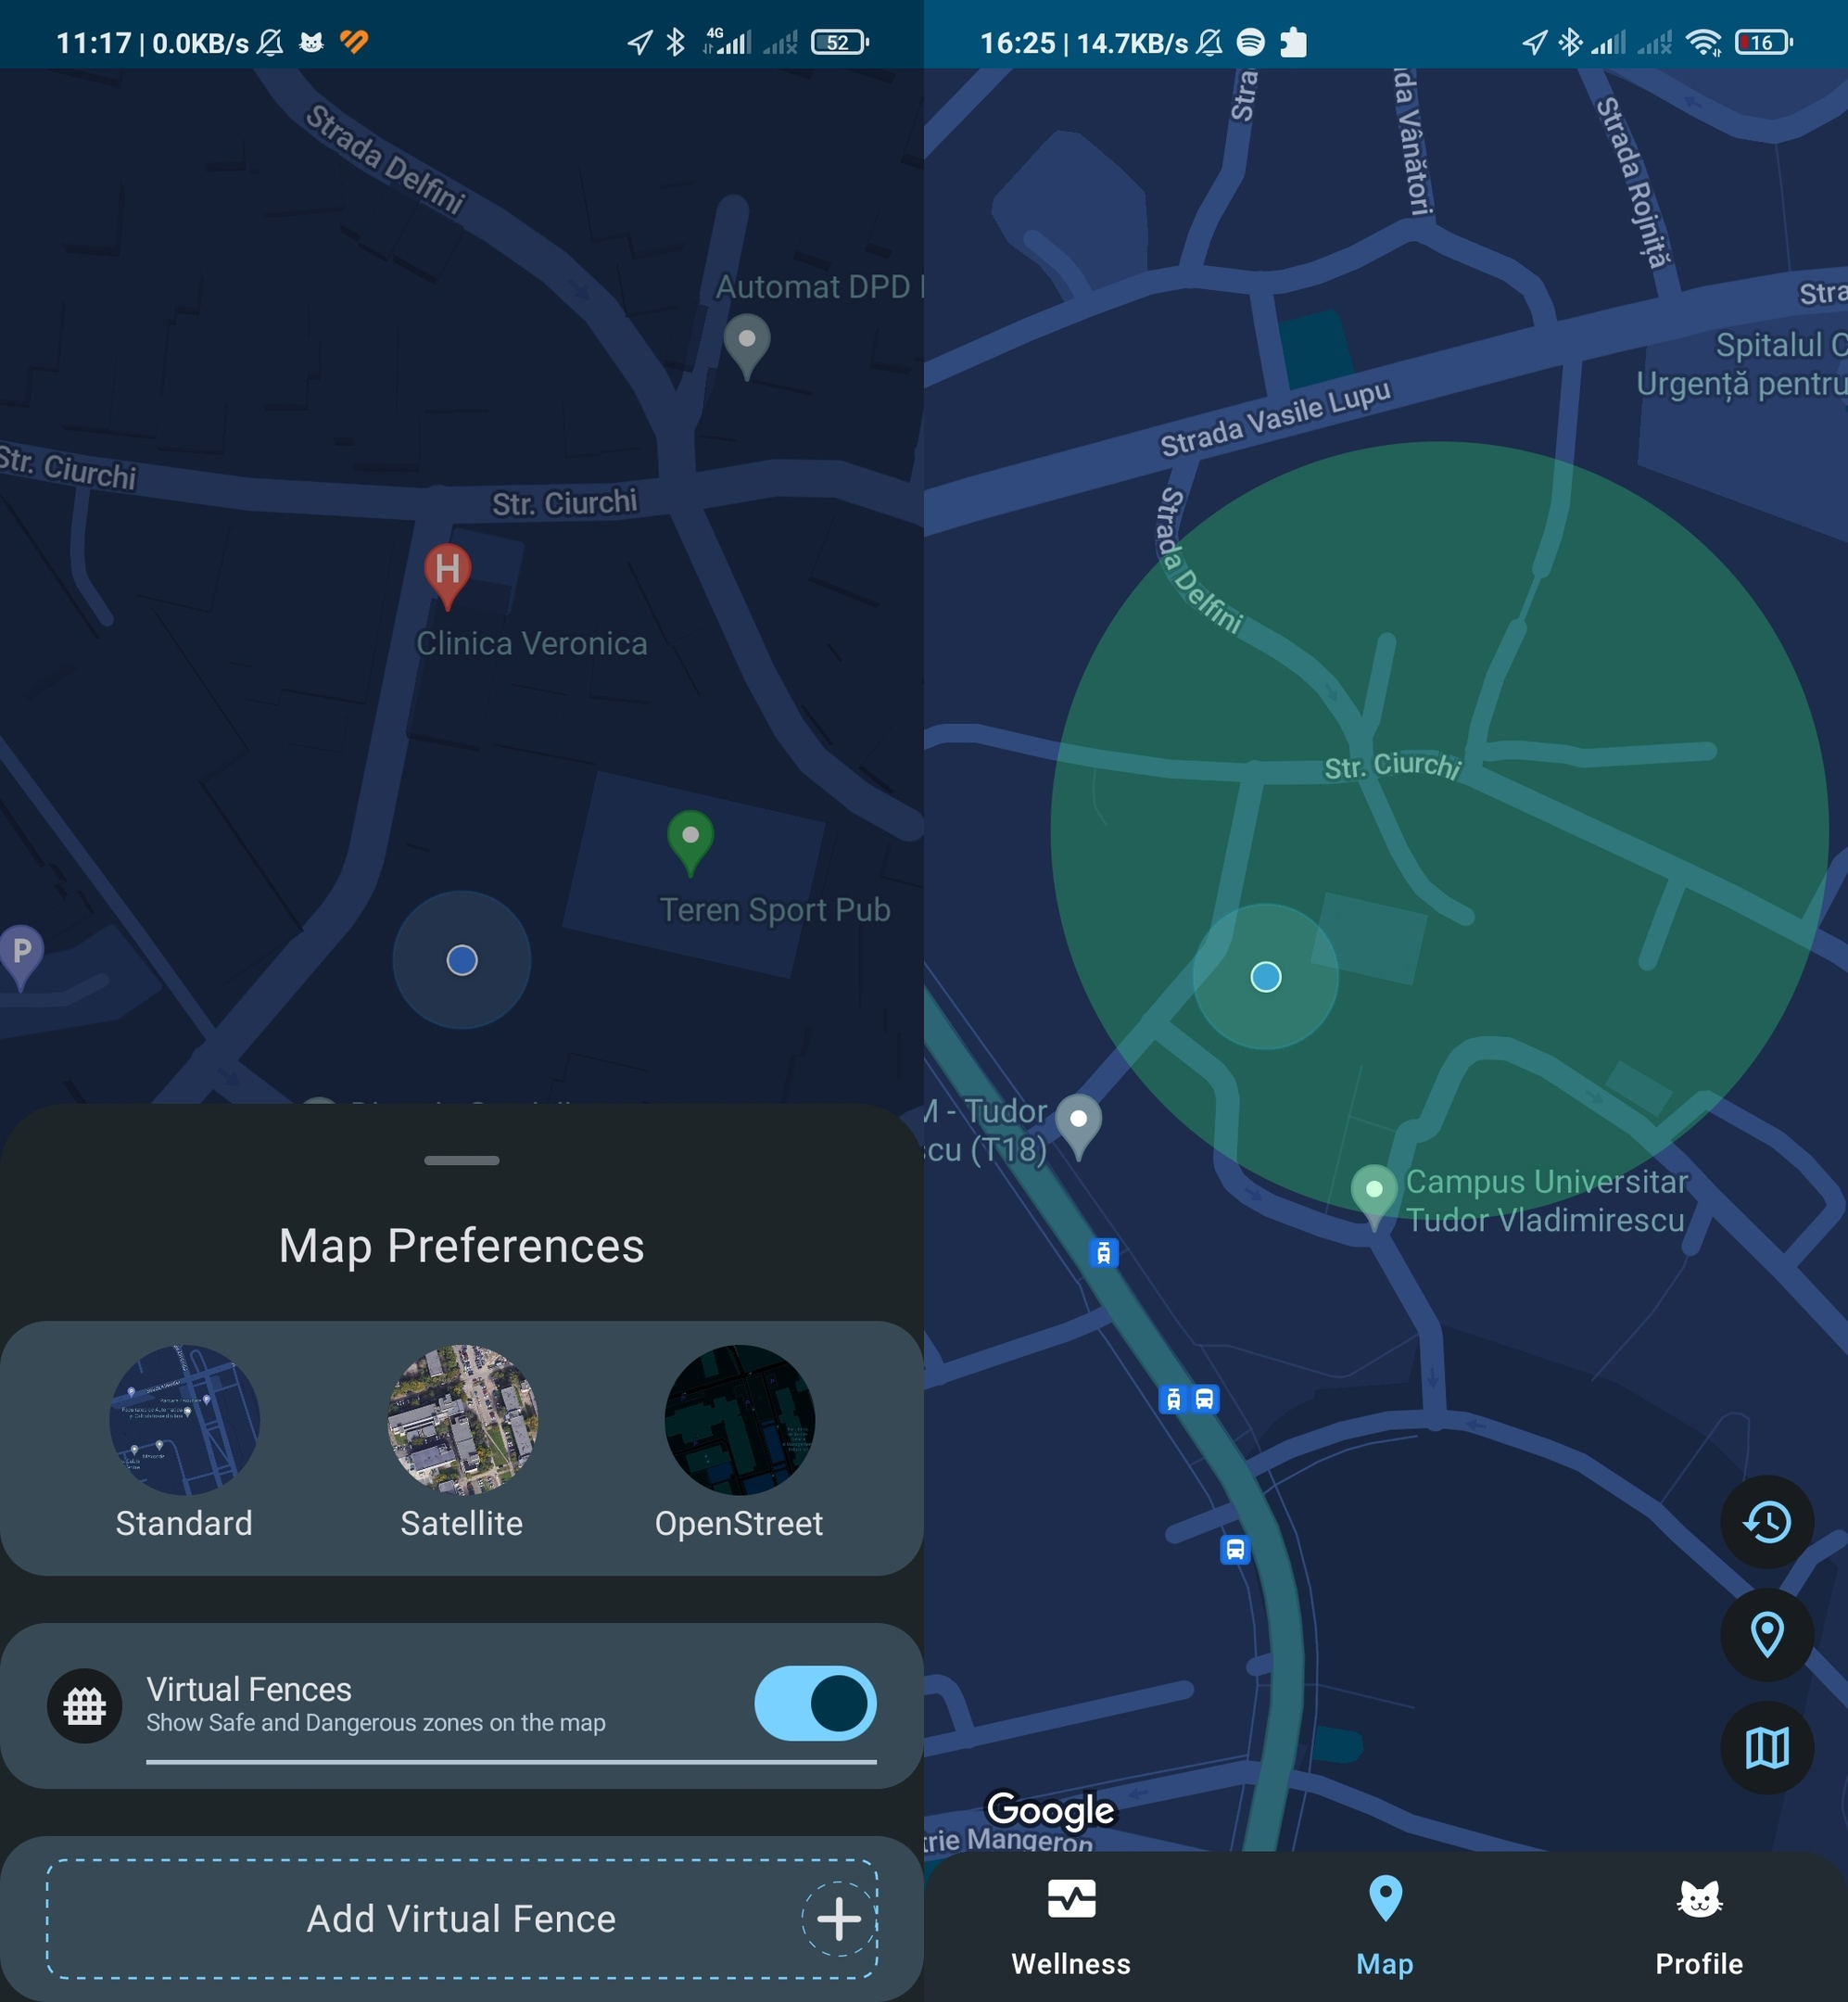 11:17 | 0.0KB/s
4G
52
Strada Delfini
Automat DPD
Str. Ciurchi
Str. Ciurchi
H
Clinica Veronica
Teren Sport Pub
P
Map Preferences
Standard
Satellite
OpenStreet
Virtual Fences
Show Safe and Dangerous zones on the map
Add Virtual Fence
16:25 | 14.7KB/s
16
Stra
da Vânători
Strada Rojniță
Stra
Spitalul C
Urgență pentru
Strada Vasile Lupu
Strada Delfini
Str. Ciurchi
M - Tudor
scu (T18)
Campus Universitar
Tudor Vladimirescu
Google
trie Mangeron
Wellness
Map
Profile